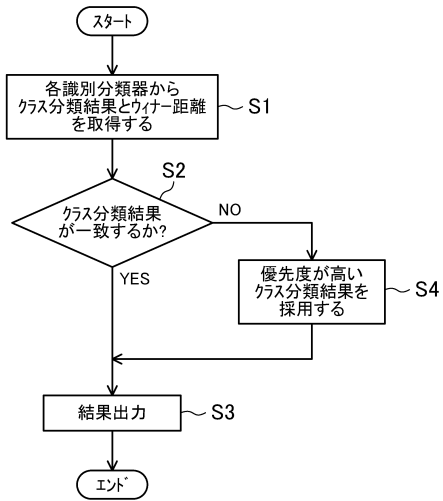 スタート
各識別分類器から
クラス分類結果とウィナー距離
を取得する
S1
S2
クラス分類結果
が一致するか?
NO
YES
優先度が高い
クラス分類結果を
採用する
S4
結果出力
S3
エンド